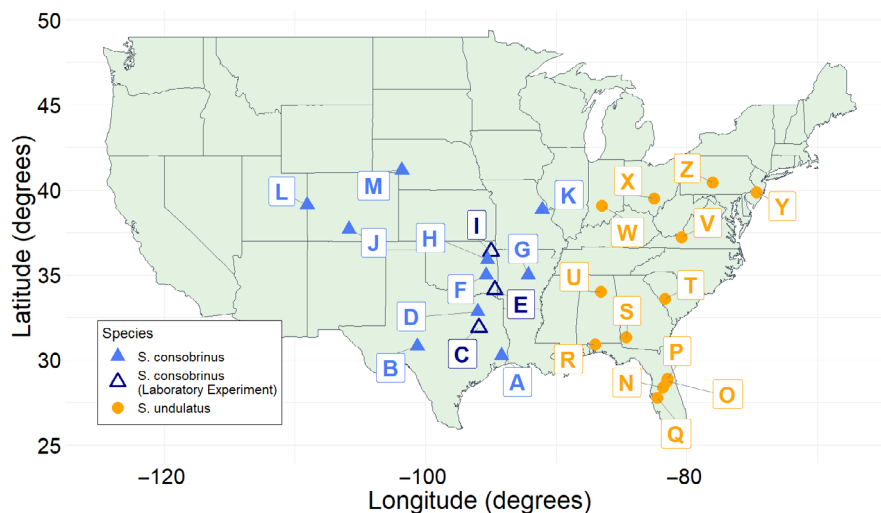 50
45
40
35
30
25
Latitude (degrees)
−120
−100
−80
Longitude (degrees)
Species
S. consobrinus
S. consobrinus
(Laboratory Experiment)
S. undulatus
L
M
J
H
I
G
K
F
E
D
B
C
A
X
Z
Y
W
V
U
S
T
R
P
N
O
Q